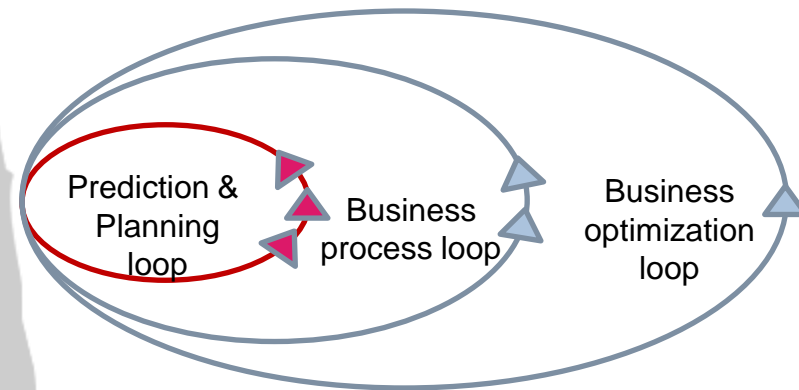 Prediction &
Planning
loop
Business
process loop
Business
optimization
loop